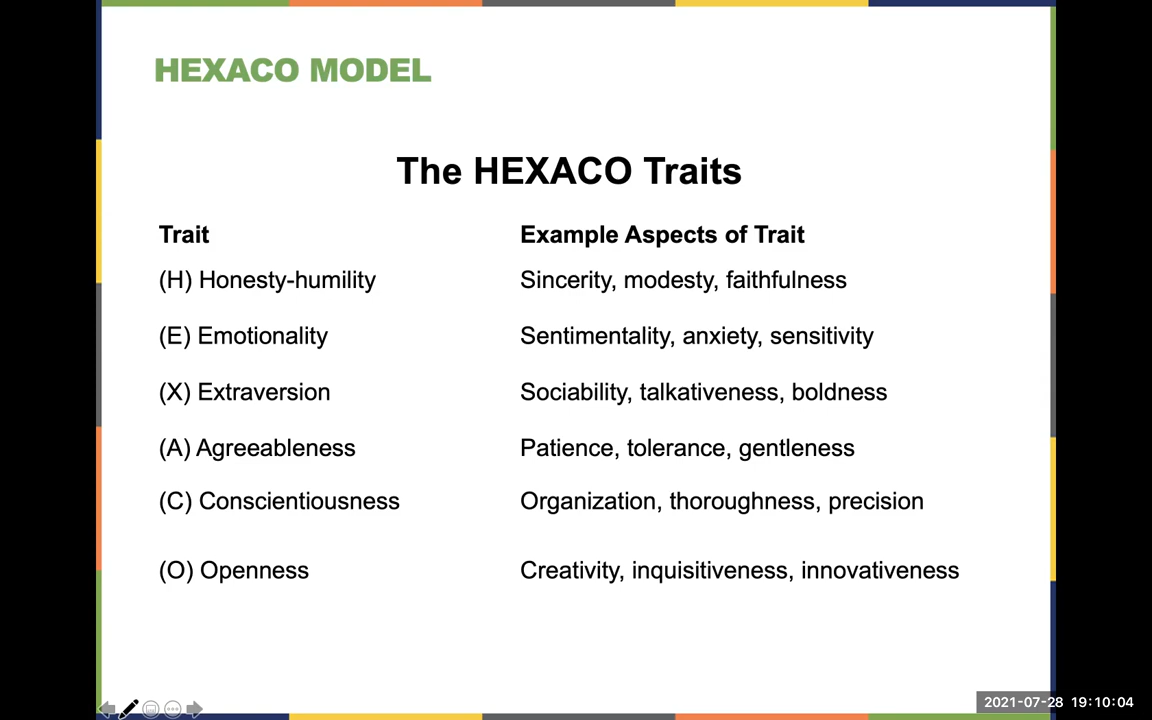 HEXACO MODEL
The HEXACO Traits
Trait Example Aspects of Trait
(H) Honesty-humility Sincerity, modesty, faithfulness
(E) Emotionality Sentimentality, anxiety, sensitivity
(X) Extraversion Sociability, talkativeness, boldness
(A) Agreeableness Patience, tolerance, gentleness
(C) Conscientiousness Organization, thoroughness, precision
(O) Openness Creativity, inquisitiveness, innovativeness
2021-07-28 19:10:04